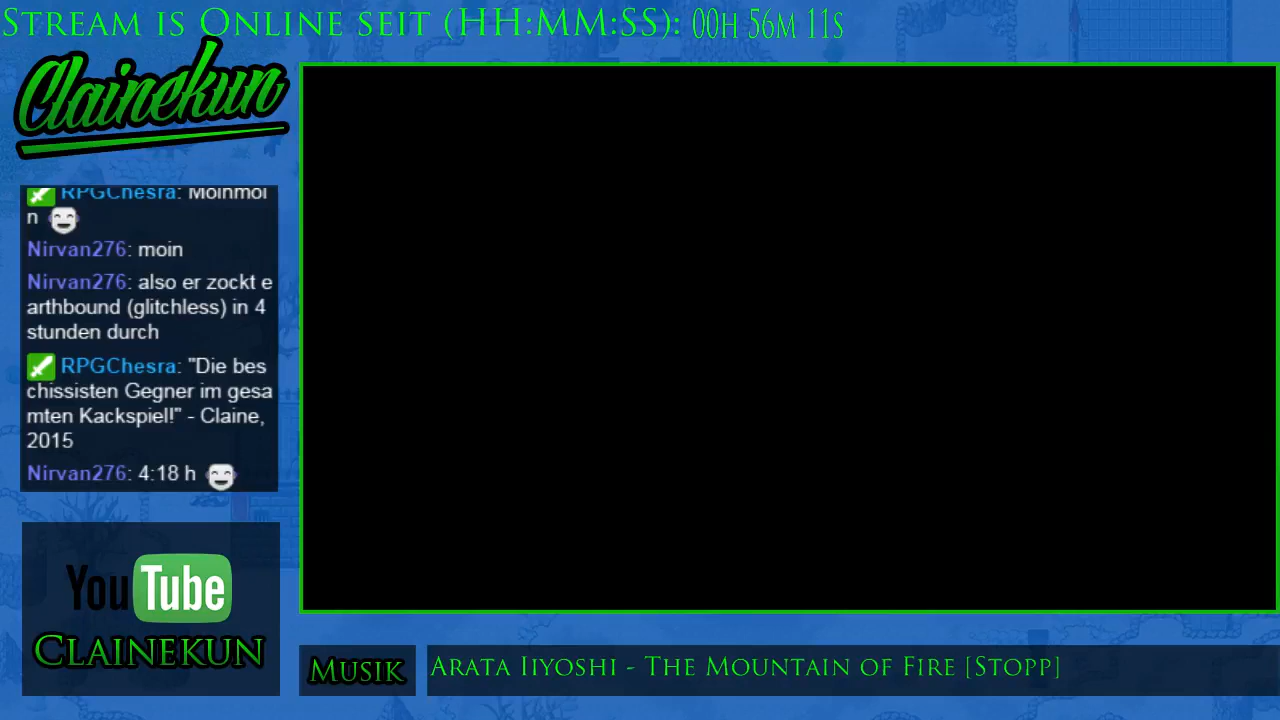 Stream is Online seit (HH:MM:SS): 00h 56m 11s
Clainekun
RPGChesra: Moinmoi
n
Nirvan276: moin
Nirvan276: also er zockt e
arthbound (glitchless) in 4
stunden durch
RPGChesra: "Die bes
chissisten Gegner im gesa
mten Kackspiel!" - Claine,
2015
Nirvan276: 4:18 h
YouTube
Clainekun
Musik
Arata Iiyoshi - The Mountain of Fire [Stopp]